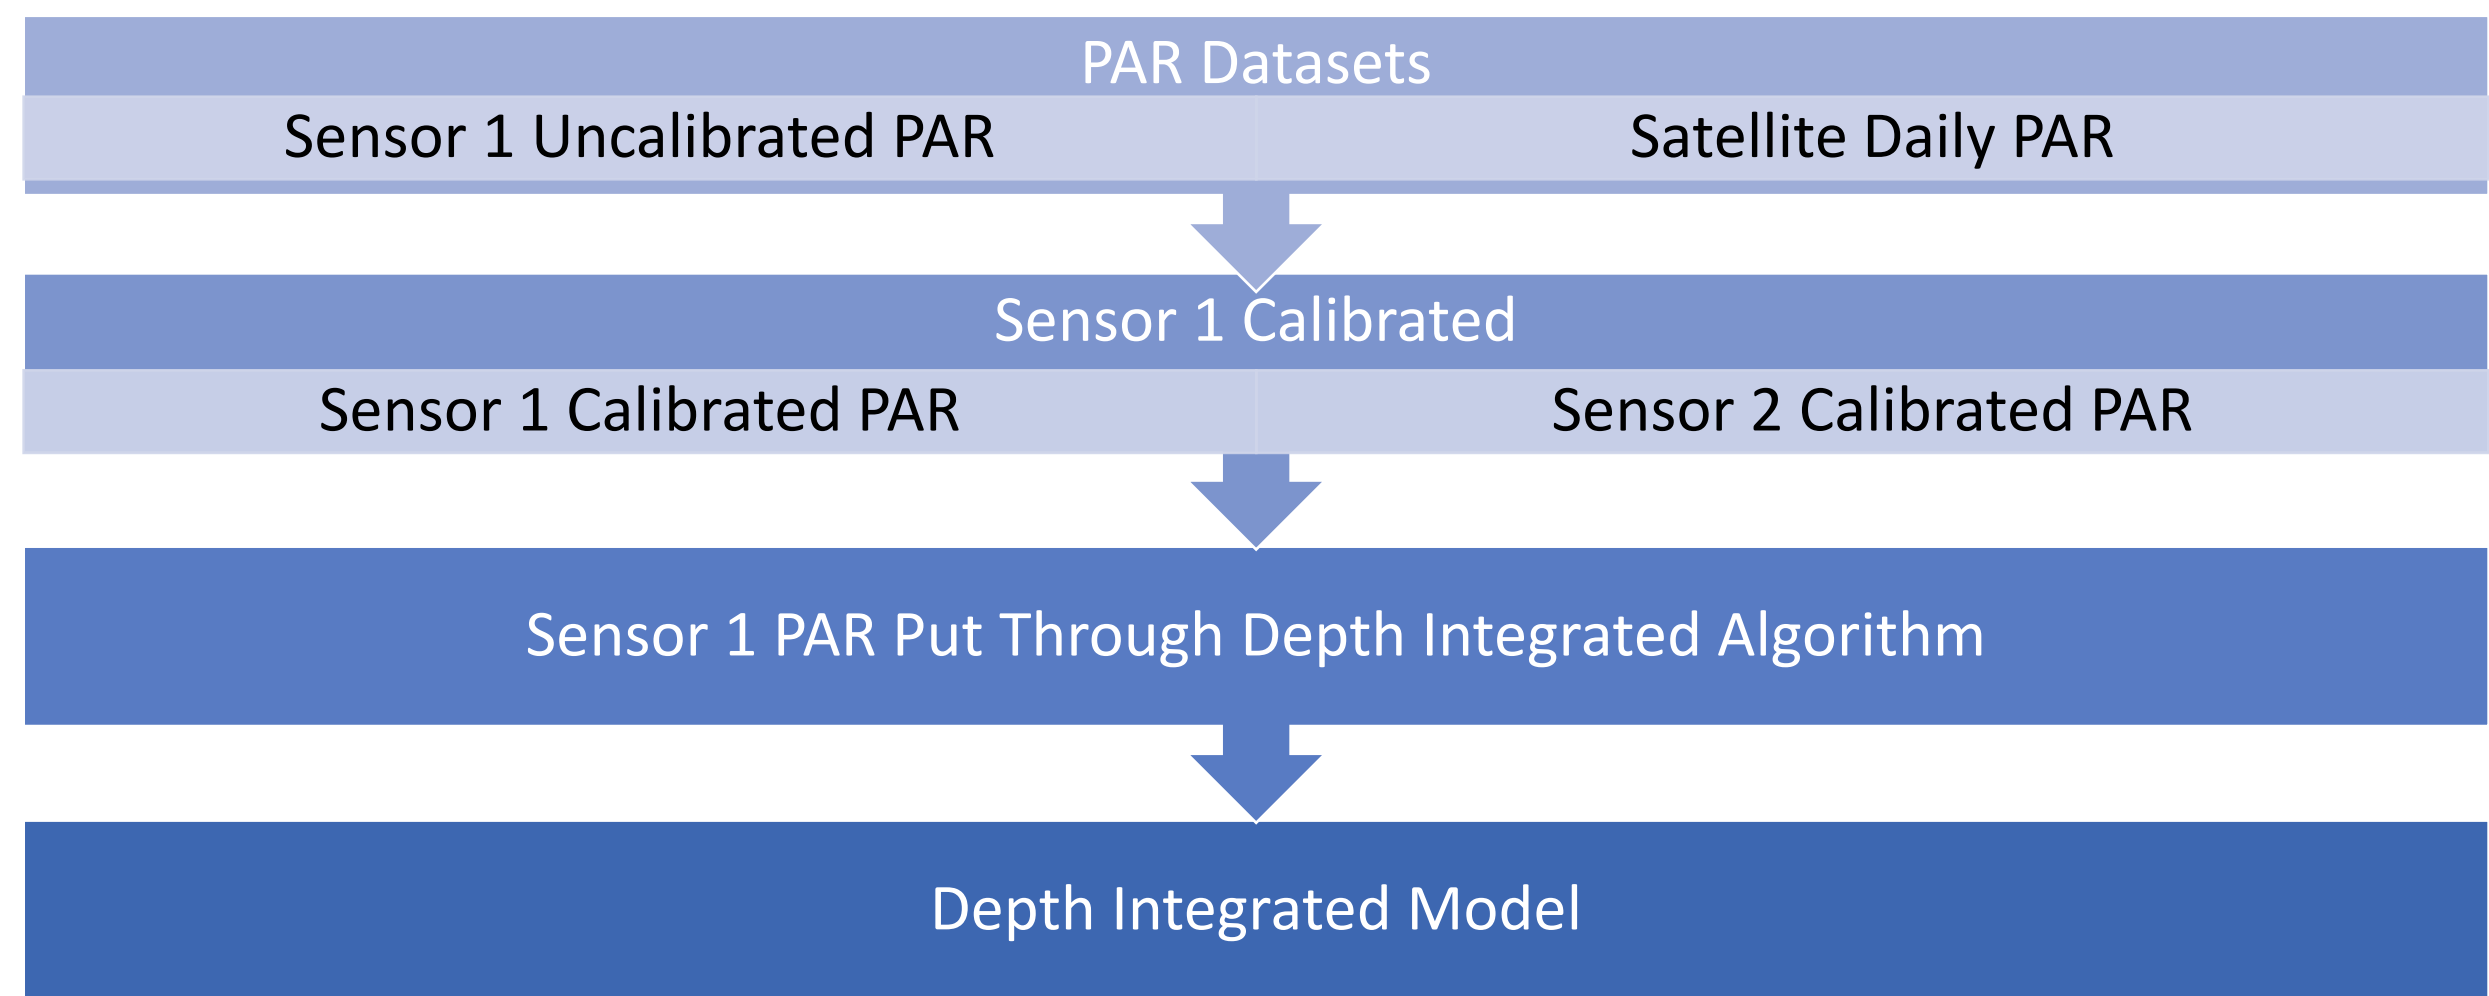 PAR Datasets
Sensor 1 Uncalibrated PAR
Satellite Daily PAR
Sensor 1 Calibrated
Sensor 1 Calibrated PAR
Sensor 2 Calibrated PAR
Sensor 1 PAR Put Through Depth Integrated Algorithm
Depth Integrated Model